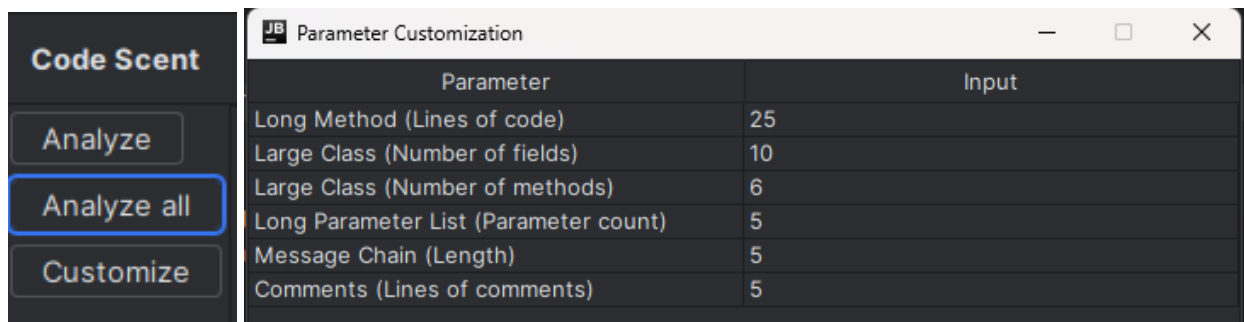 Code Scent
Analyze
Analyze all
Customize
JB Parameter Customization
Parameter Input
Long Method (Lines of code) 25
Large Class (Number of fields) 10
Large Class (Number of methods) 6
Long Parameter List (Parameter count) 5
Message Chain (Length) 5
Comments (Lines of comments) 5